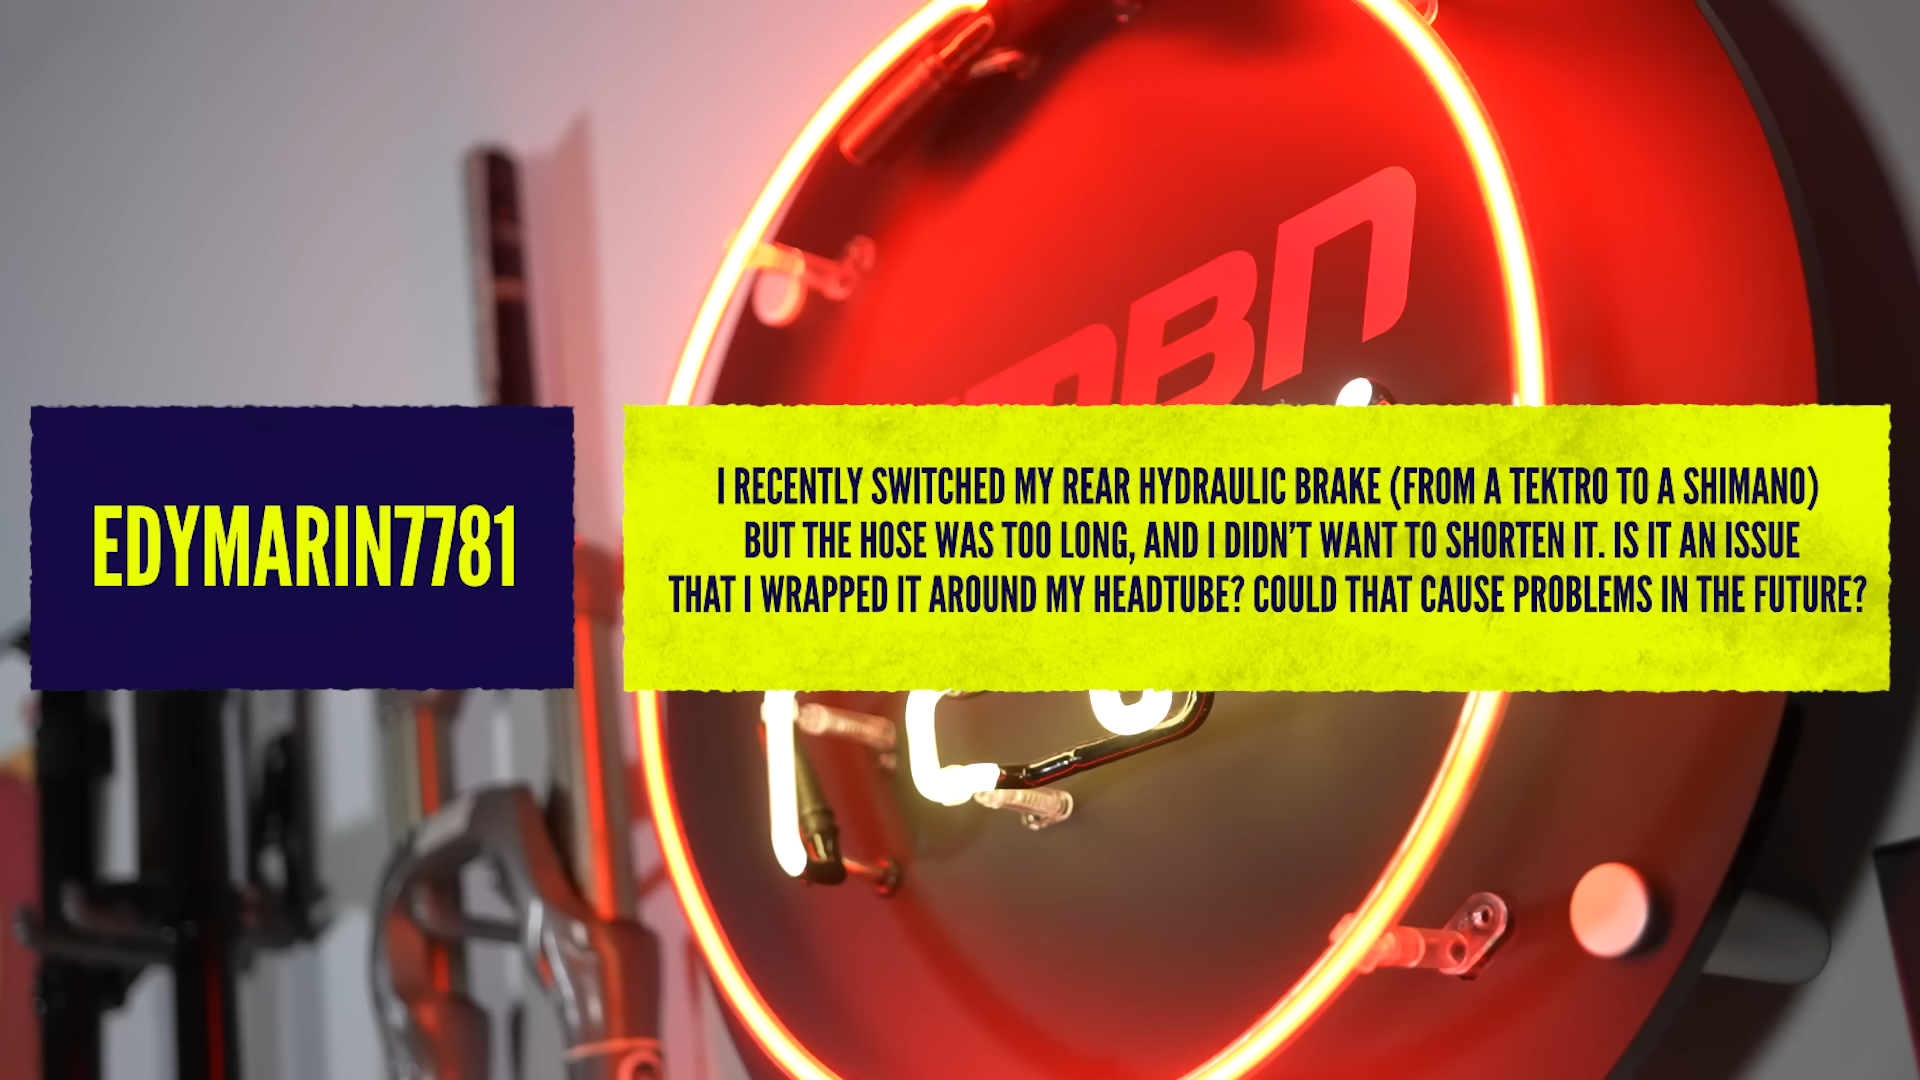 MBN
EDYMARIN7781
I RECENTLY SWITCHED MY REAR HYDRAULIC BRAKE (FROM A TEKTRO TO A SHIMANO)
BUT THE HOSE WAS TOO LONG, AND I DIDN'T WANT TO SHORTEN IT. IS IT AN ISSUE
THAT I WRAPPED IT AROUND MY HEADTUBE? COULD THAT CAUSE PROBLEMS IN THE FUTURE?